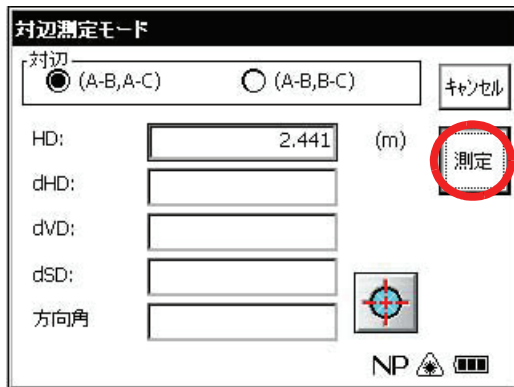 対辺測定モード
対辺
(A-B,A-C) (A-B,B-C)
キャンセル
HD: 2.441 (m)
測定
dHD:
dVD:
dSD:
方向角
NP